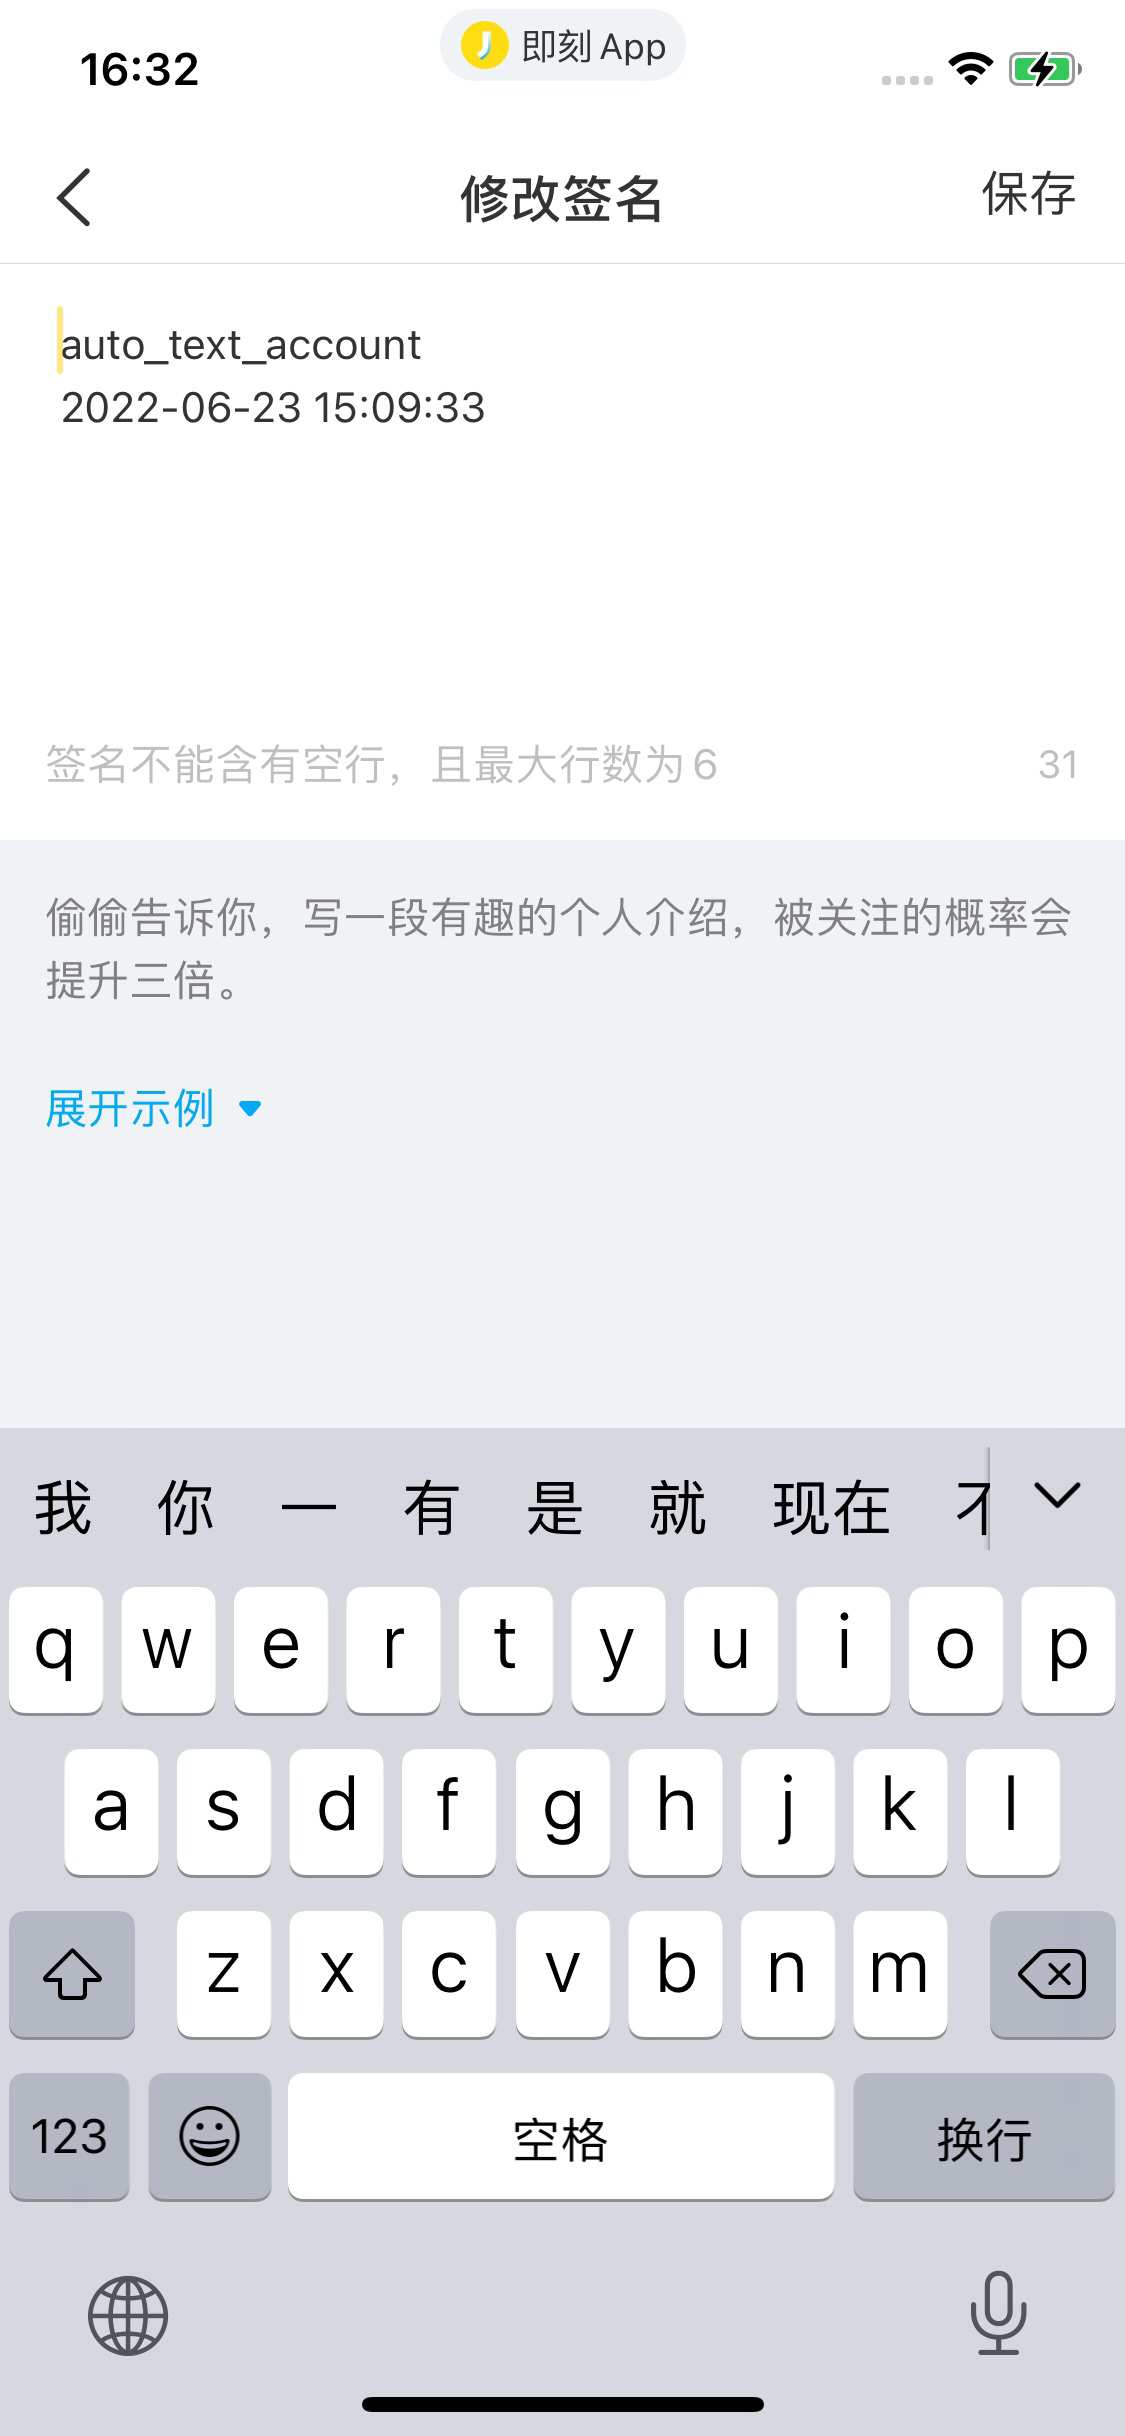 16:32
即刻 App
修改签名
保存
auto_text_account
2022-06-23 15:09:33
签名不能含有空行，且最大行数为 6
31
偷偷告诉你，写一段有趣的个人介绍，被关注的概率会
提升三倍。
展开示例
我 你 一 有 是 就 现在
q w e r t y u i o p
a s d f g h j k l
z x c v b n m
123 空格 换行